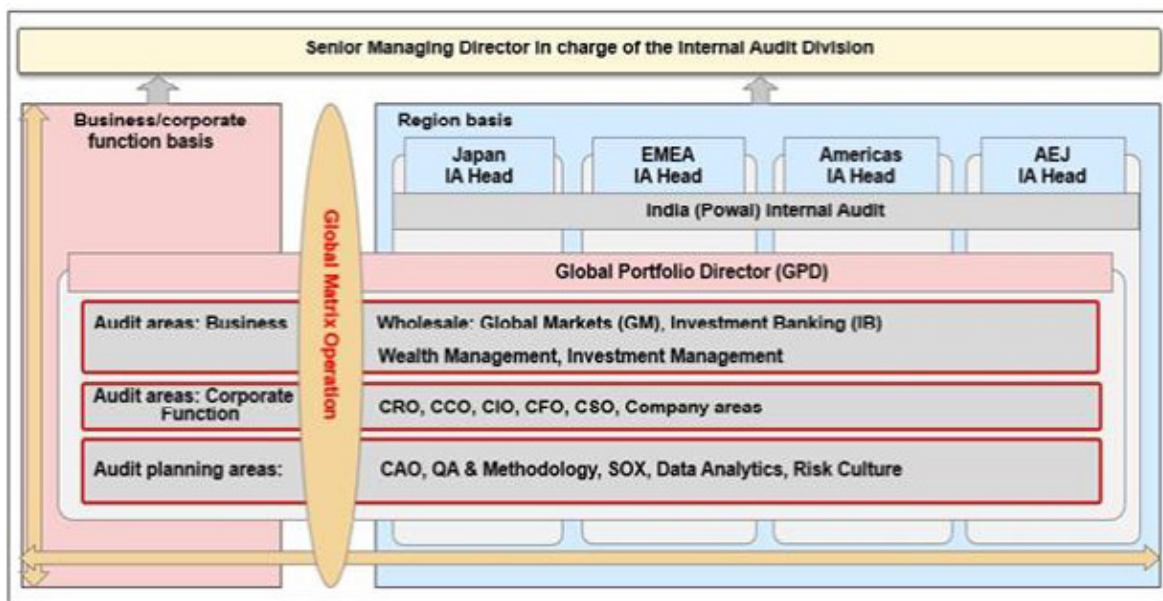 Senior Managing Director in charge of the Internal Audit Division
Business/corporate
function basis
Region basis
Japan
IA Head
EMEA
IA Head
Americas
IA Head
AEJ
IA Head
India (Powai) Internal Audit
Global Matrix Operation
Global Portfolio Director (GPD)
Audit areas: Business
Wholesale: Global Markets (GM), Investment Banking (IB)
Wealth Management, Investment Management
Audit areas: Corporate
Function
CRO, CCO, CIO, CFO, CSO, Company areas
Audit planning areas:
CAO, QA & Methodology, SOX, Data Analytics, Risk Culture